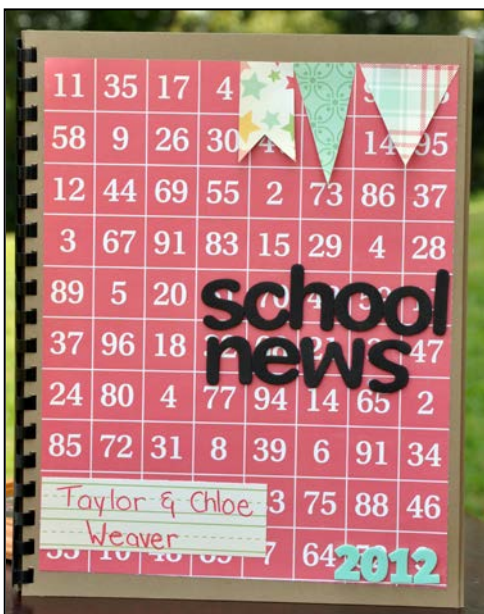 11 35 17 4
58 9 26 30 14 95
12 44 69 55 2 73 86 37
3 67 91 83 15 29 4 28
89 5 20
school
37 96 18 47
news
24 80 4 77 94 14 65 2
85 72 31 8 39 6 91 34
Taylor & Chloe 75 88 46
Weaver
64
2012